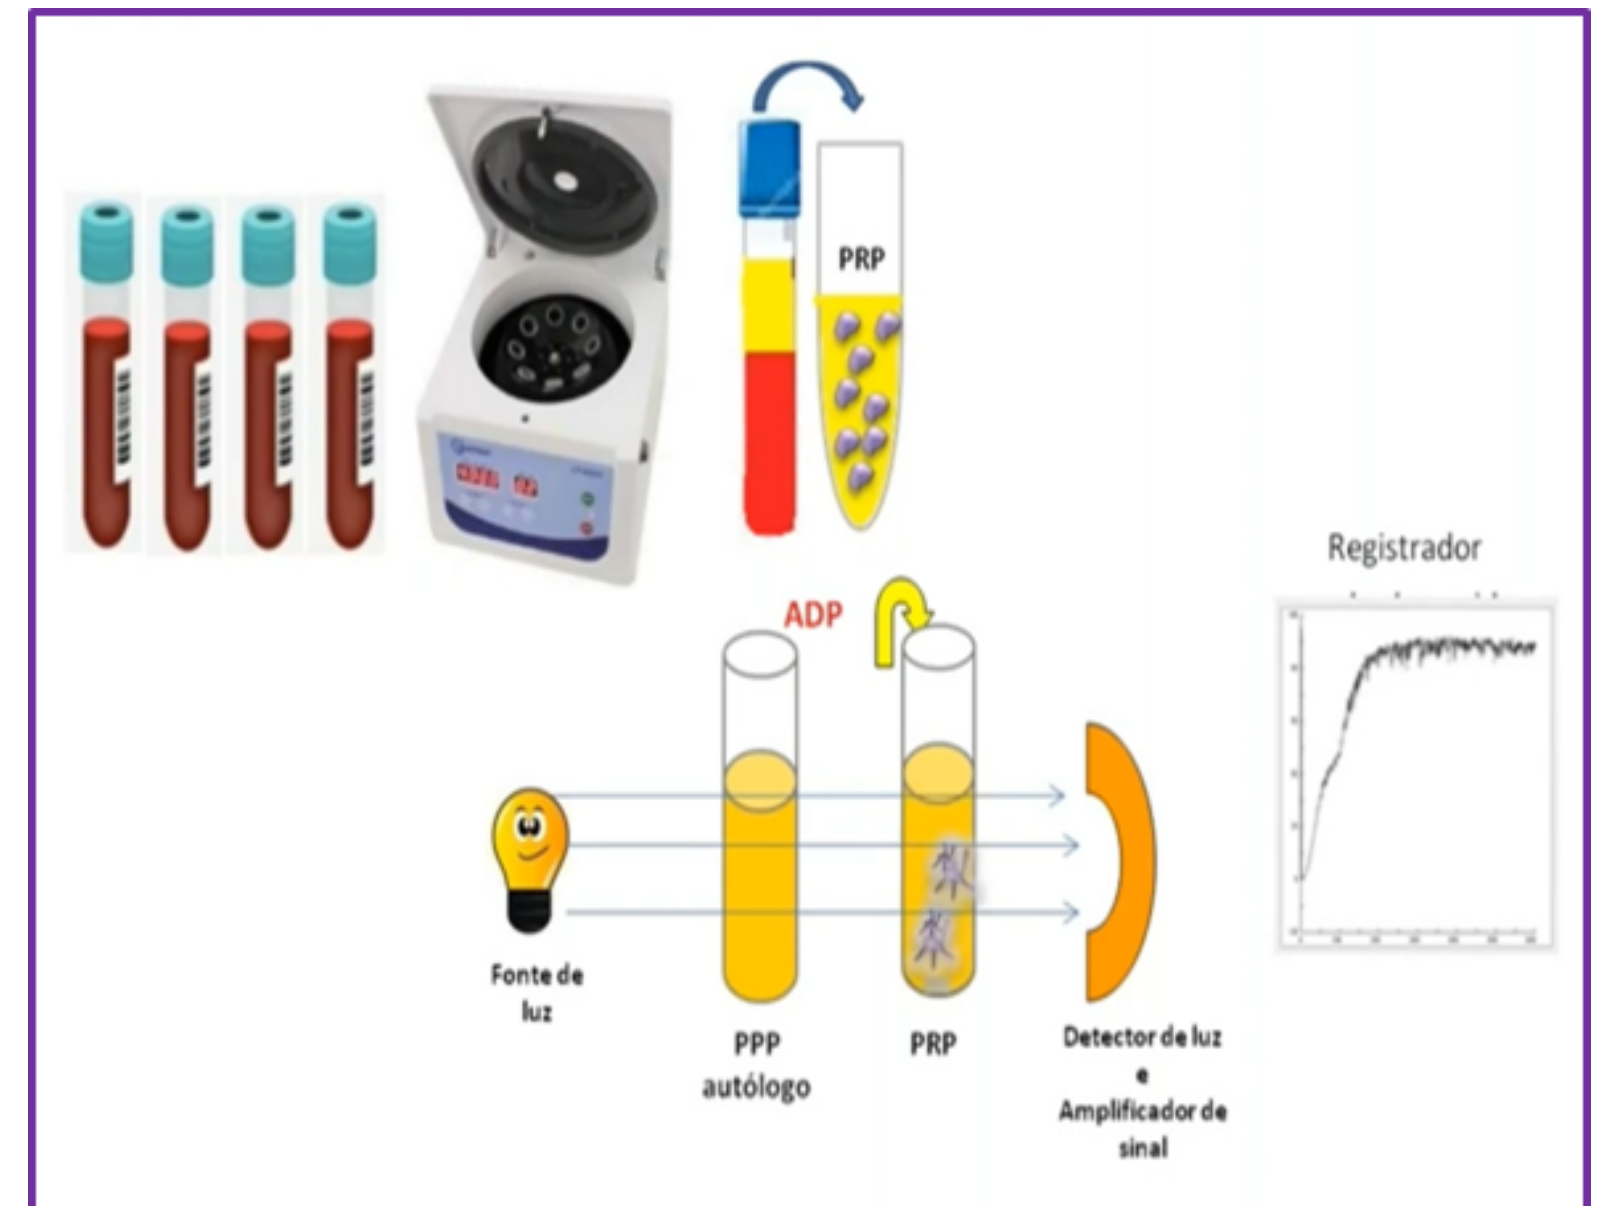 PRP
Registrador
ADP
Fonte de
luz
PPP
autólogo
PRP
Detector de luz
e
Amplificador de
sinal